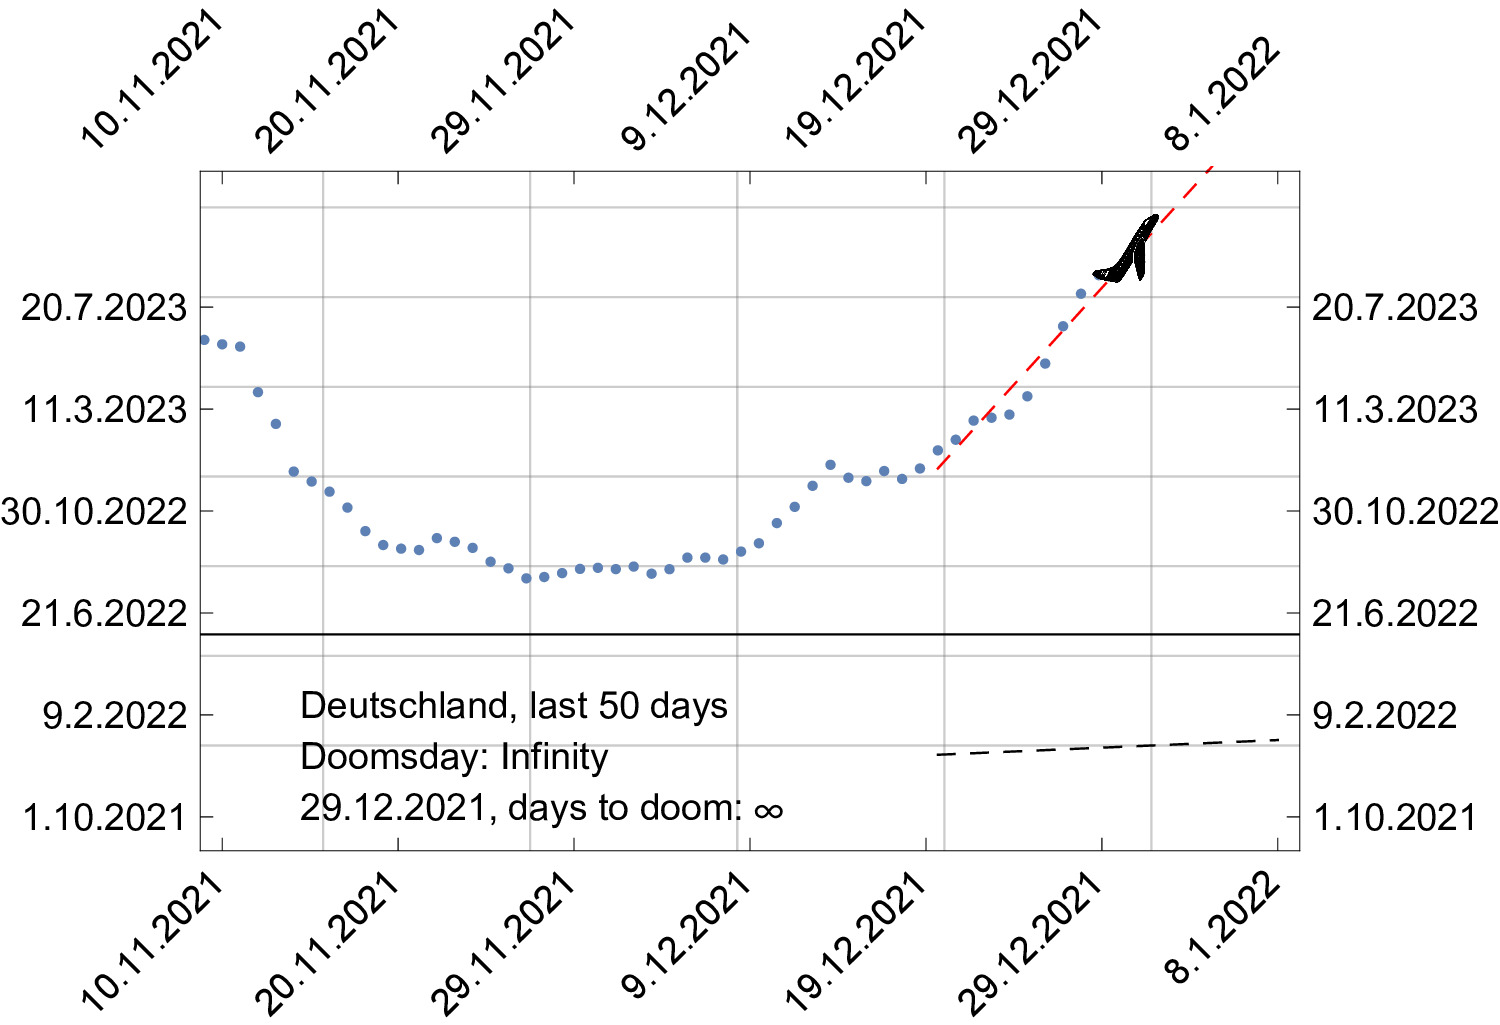 10.11.2021 20.11.2021 29.11.2021 9.12.2021 19.12.2021 29.12.2021 8.1.2022
20.7.2023 20.7.2023
11.3.2023 11.3.2023
30.10.2022 30.10.2022
21.6.2022 21.6.2022
9.2.2022 9.2.2022
1.10.2021 1.10.2021
Deutschland, last 50 days
Doomsday: Infinity
29.12.2021, days to doom: ∞
10.11.2021 20.11.2021 29.11.2021 9.12.2021 19.12.2021 29.12.2021 8.1.2022